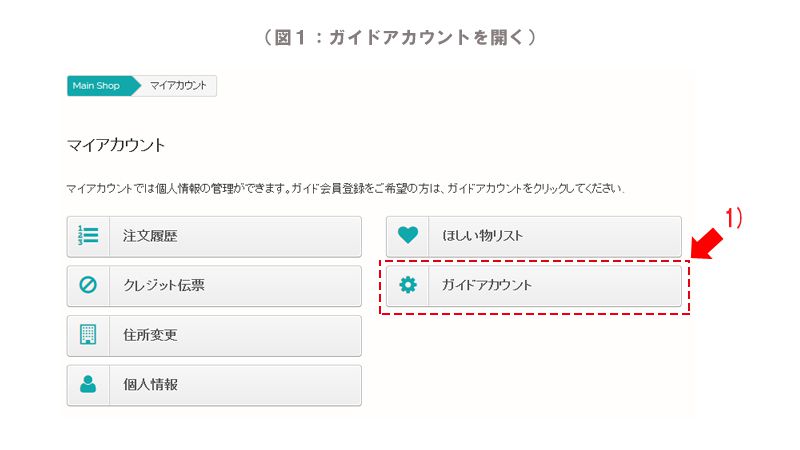 （図１：ガイドアカウントを開く）
Main Shop マイアカウント
マイアカウント
マイアカウントでは個人情報の管理ができます。ガイド会員登録をご希望の方は、ガイドアカウントをクリックしてください.
1)
注文履歴 ほしい物リスト
クレジット伝票 ガイドアカウント
住所変更
個人情報